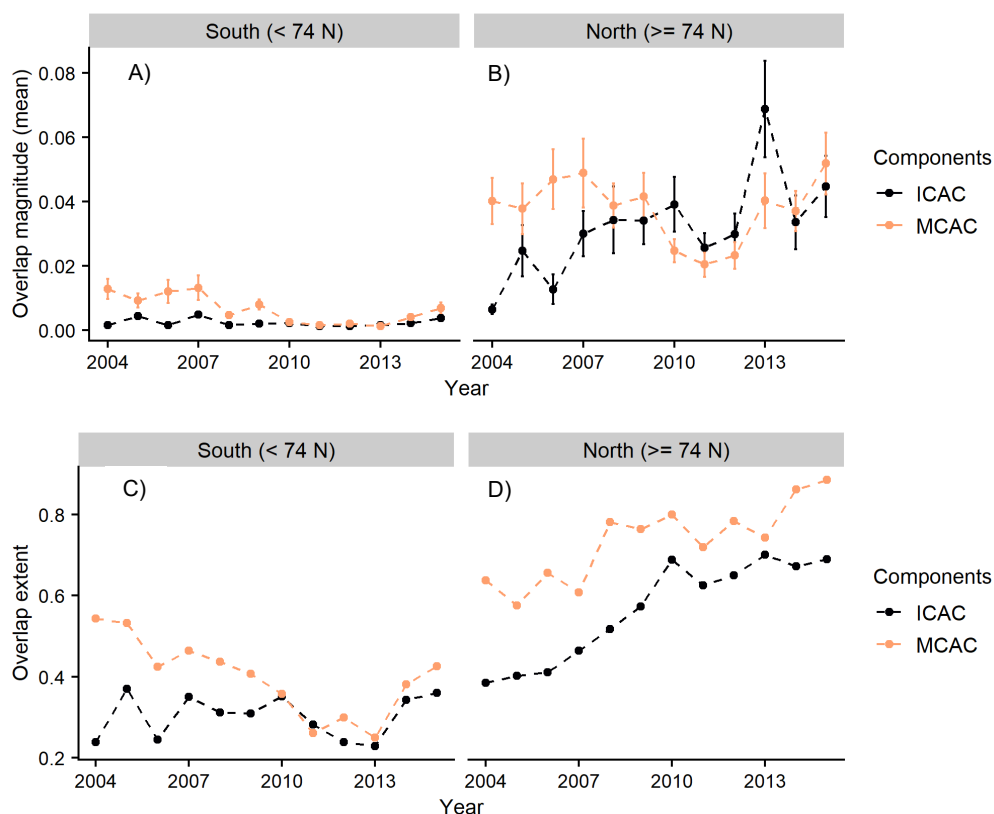 South (< 74 N)
North (>= 74 N)
A)
B)
Overlap magnitude (mean)
0.08
0.06
0.04
0.02
0.00
2004
2007
2010
2013
2004
2007
2010
2013
Year
Components
ICAC
MCAC
South (< 74 N)
North (>= 74 N)
C)
D)
Overlap extent
0.8
0.6
0.4
0.2
2004
2007
2010
2013
2004
2007
2010
2013
Year
Components
ICAC
MCAC